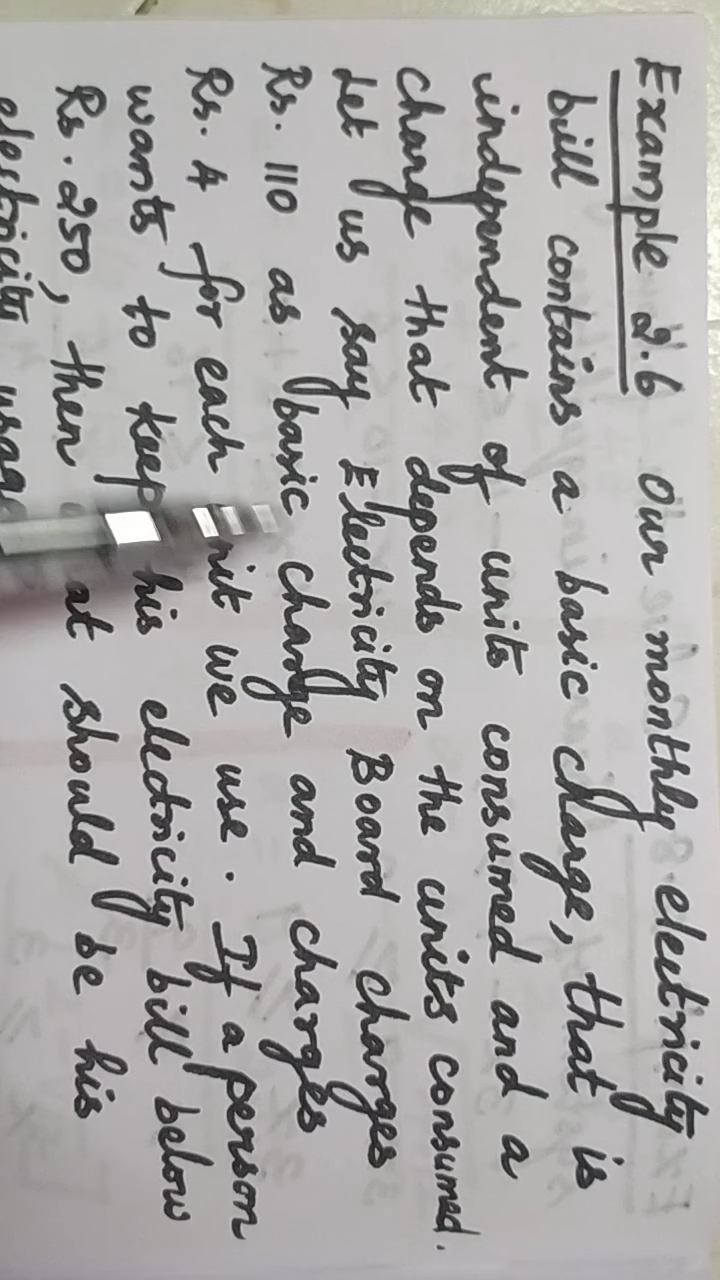 Example 2.6 Our monthly electricity
bill contains a basic charge, that is
independent of units consumed and a
charge that depends on the units consumed.
Let us say Electricity Board charges
Rs. 110 as basic charge and charges
Rs. 4 for each unit we use. If a person
wants to keep his electricity bill below
Rs. 250, then should be his
electricity usage